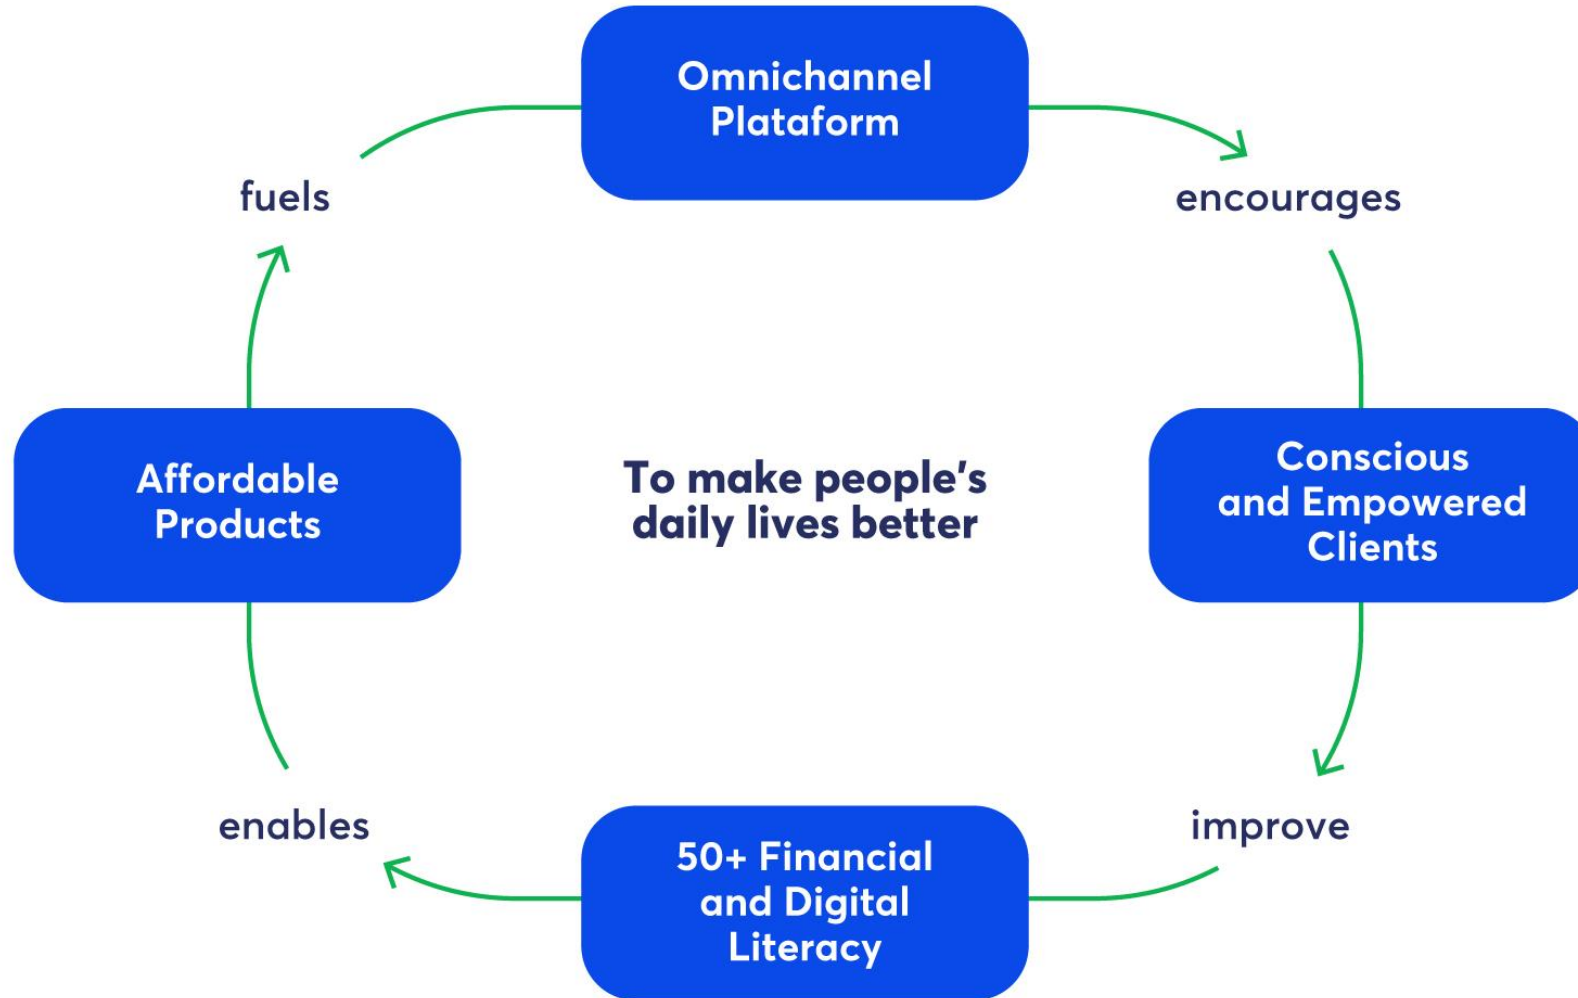 Omnichannel
Plataform
fuels
encourages
Affordable
Products
To make people's
daily lives better
Conscious
and Empowered
Clients
enables
improve
50+ Financial
and Digital
Literacy